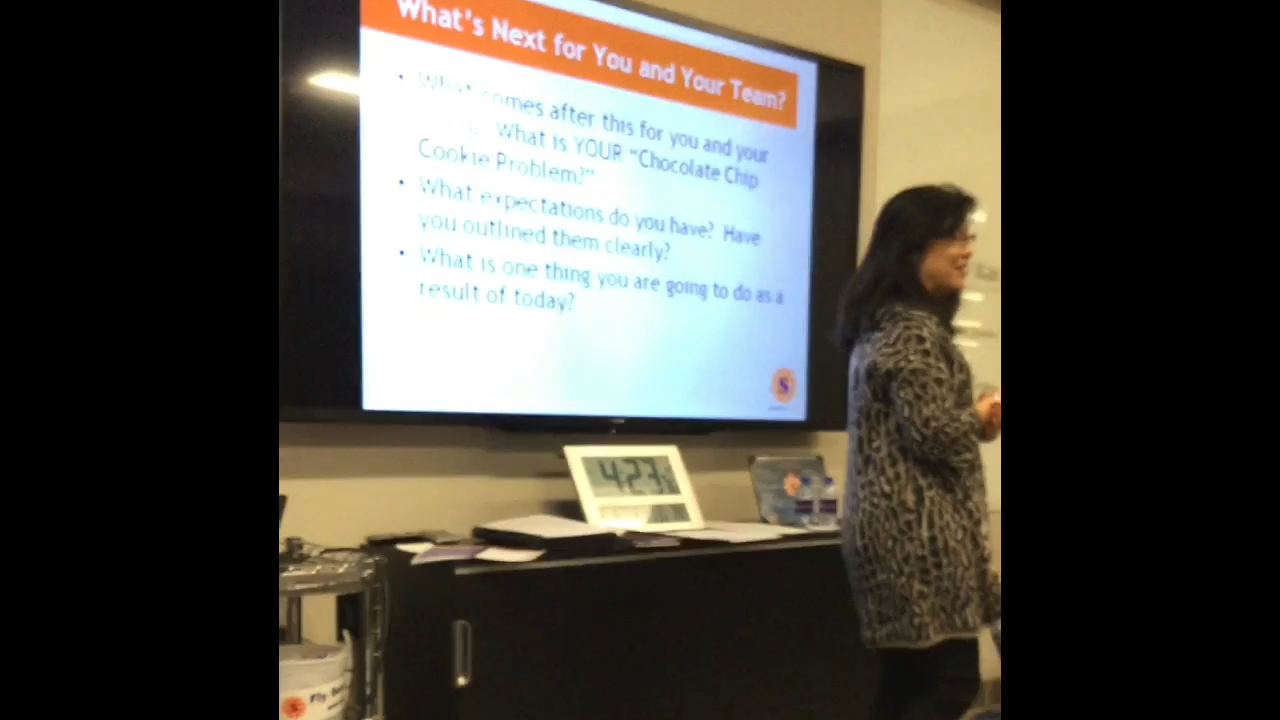 What's Next for You and Your Team?
• What comes after this for you and your
What is YOUR "Chocolate Chip
Cookie Problem?"
• What expectations do you have? Have
you outlined them clearly?
• What is one thing you are going to do as a
result of today?
S
4:23
Fly